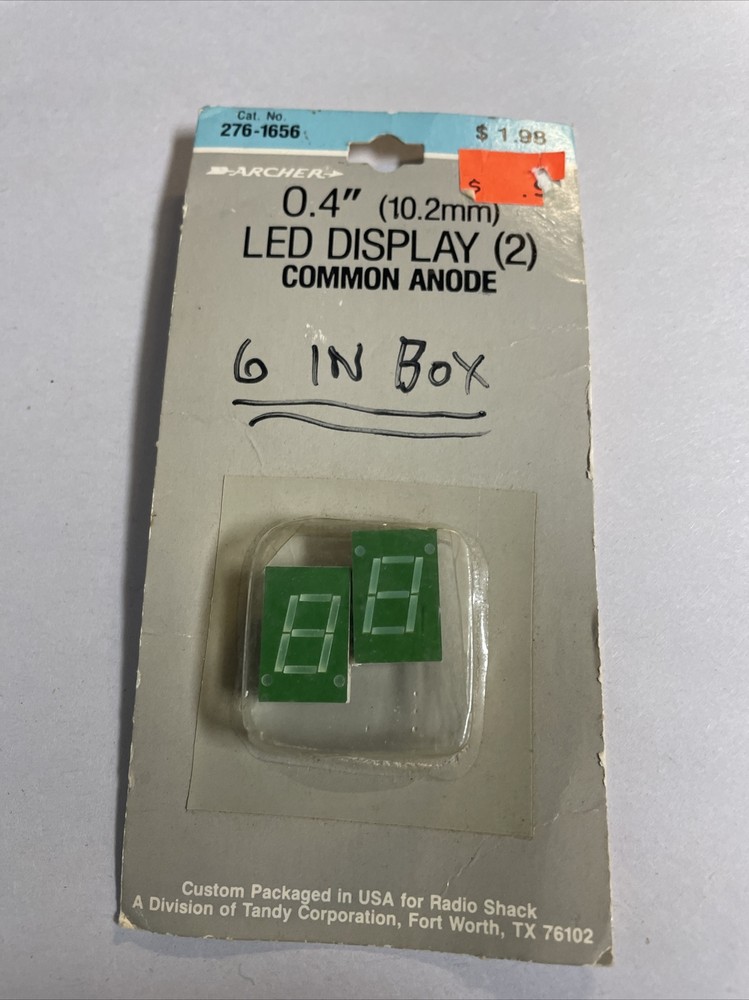 Cat. No.
276-1656
$ 1.98
ARCHER
$ .9
0.4" (10.2mm)
LED DISPLAY (2)
COMMON ANODE
6 IN BOX
Custom Packaged in USA for Radio Shack
A Division of Tandy Corporation, Fort Worth, TX 76102